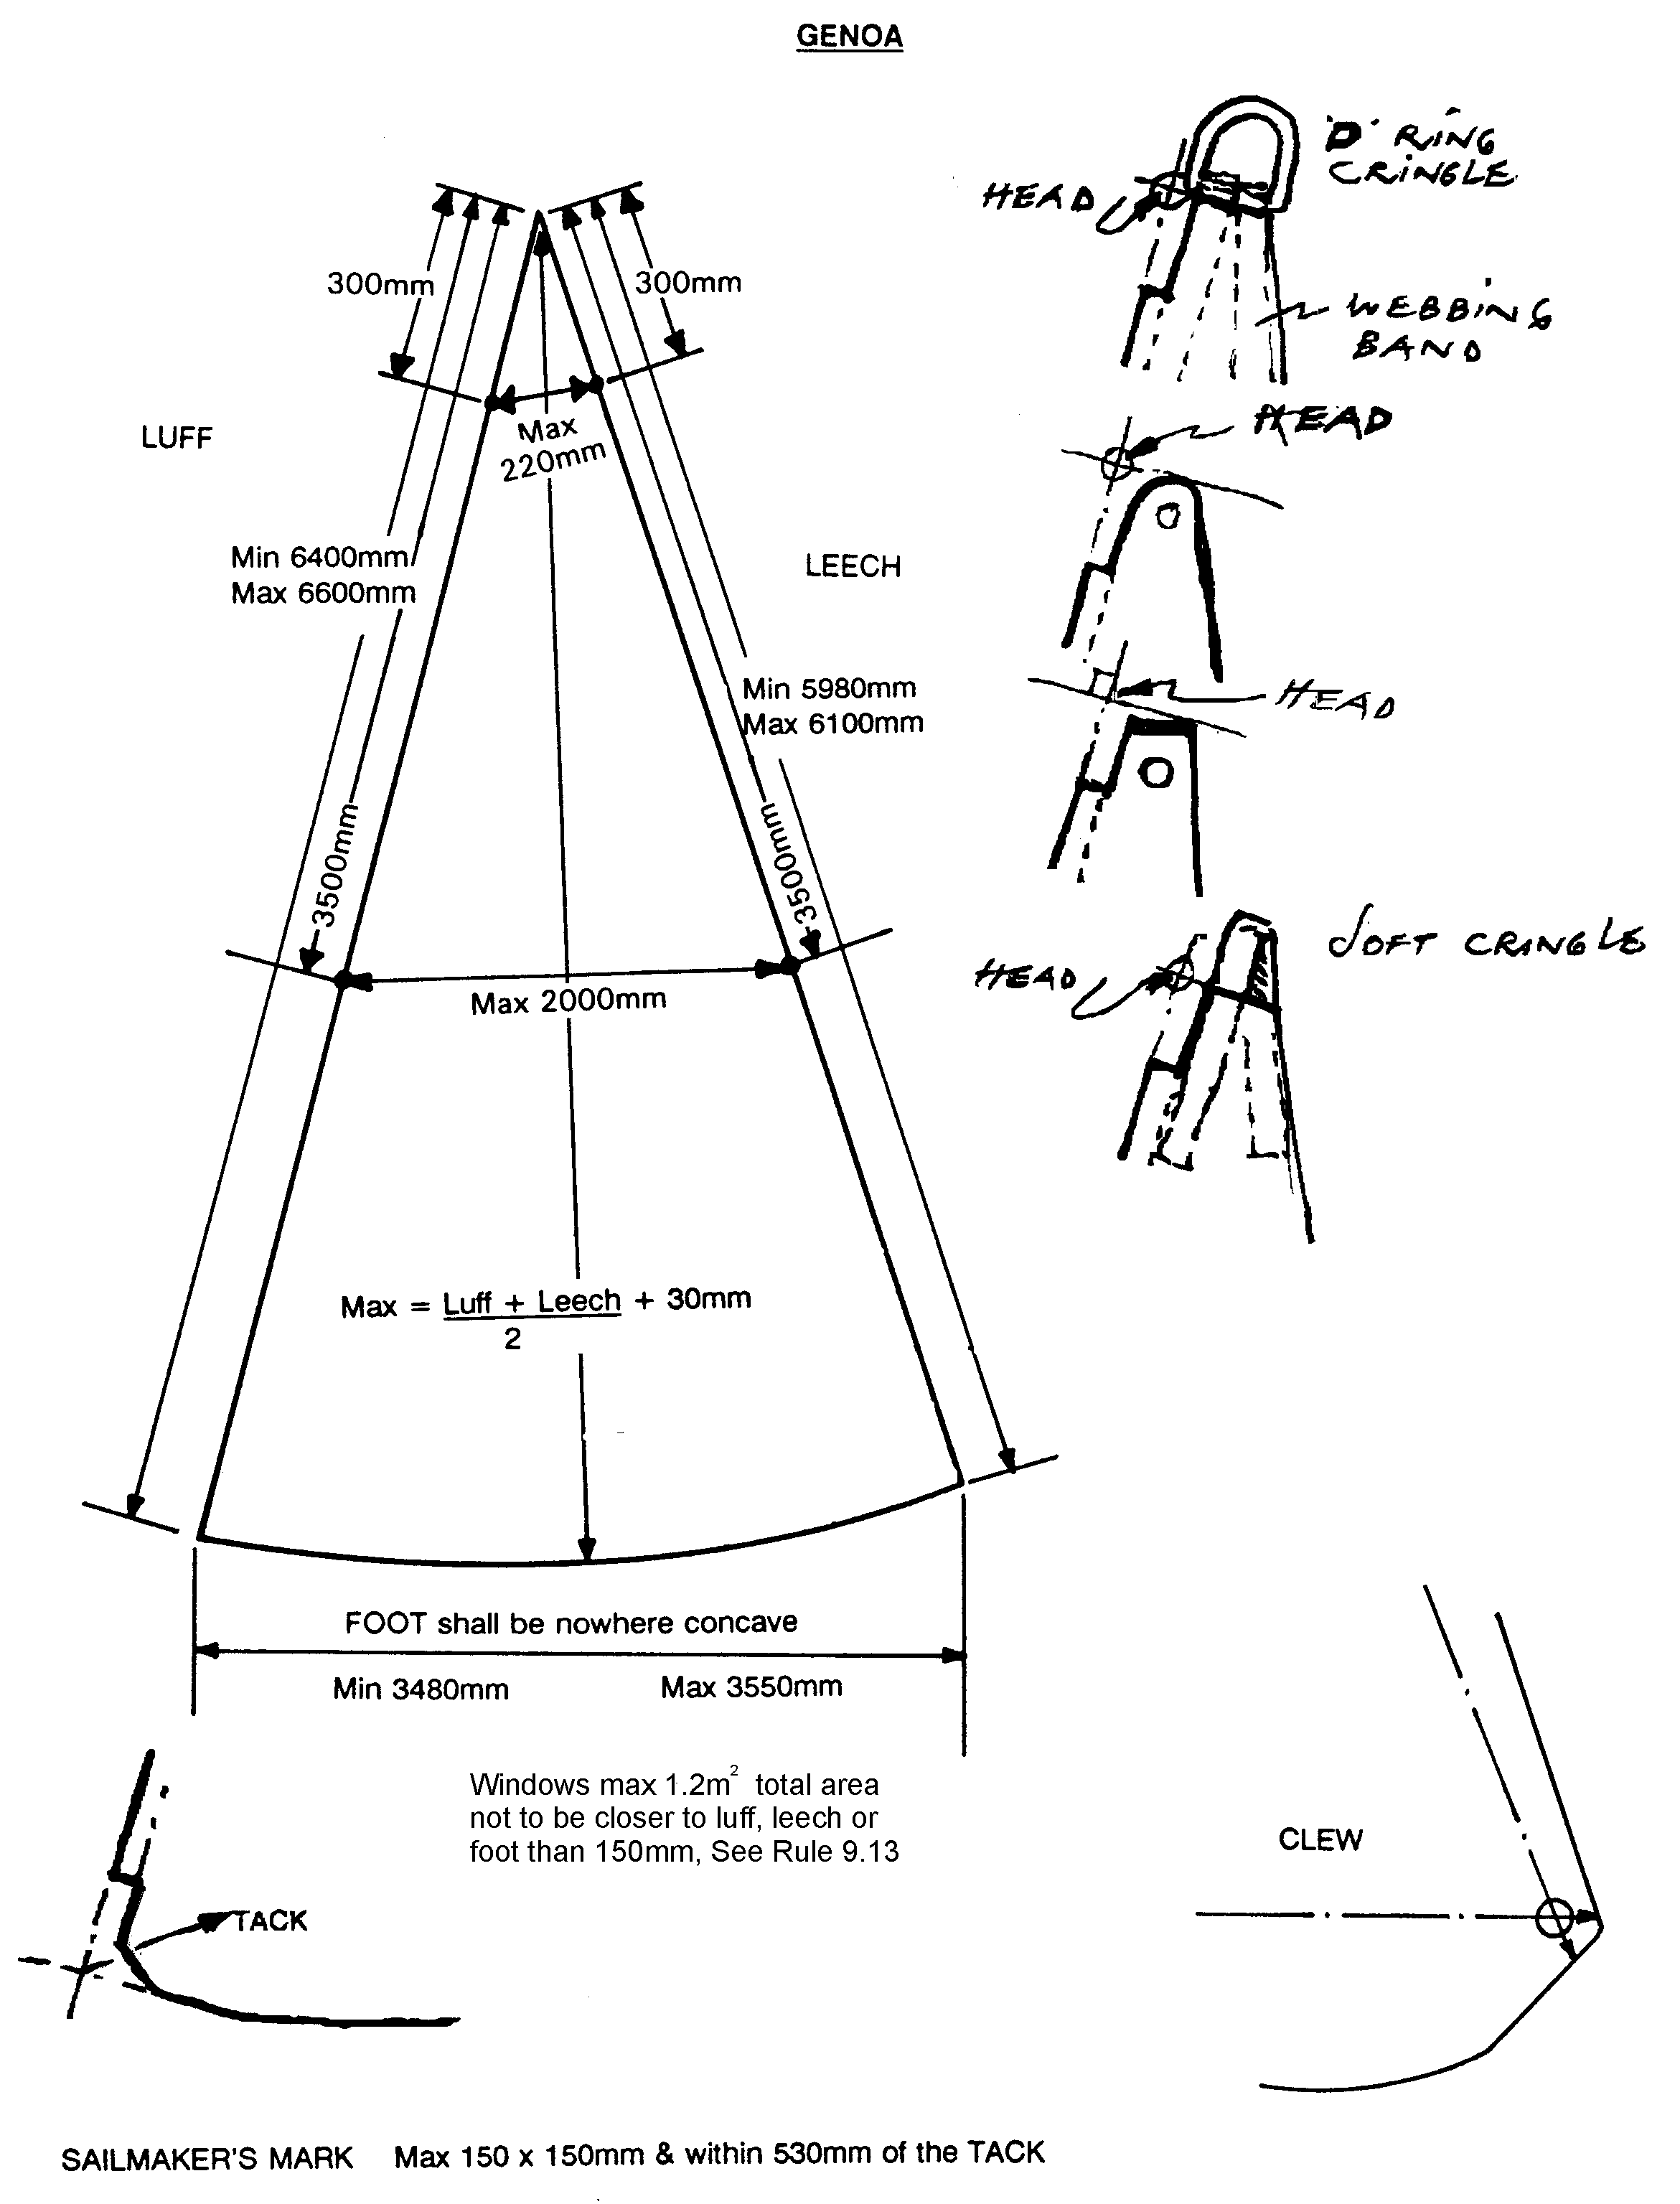 GENOA
'D' RING
CRINGLE
HEAD
300mm
300mm
WEBBING
BAND
HEAD
Max
220mm
LUFF
Min 6400mm
Max 6600mm
LEECH
Min 5980mm
Max 6100mm
HEAD
3500mm
3500mm
SOFT CRINGLE
HEAD
Max 2000mm
Max = Luff + Leech + 30mm
2
FOOT shall be nowhere concave
Min 3480mm Max 3550mm
Windows max 1.2m² total area
not to be closer to luff, leech or
foot than 150mm, See Rule 9.13
CLEW
TACK
SAILMAKER'S MARK Max 150 x 150mm & within 530mm of the TACK